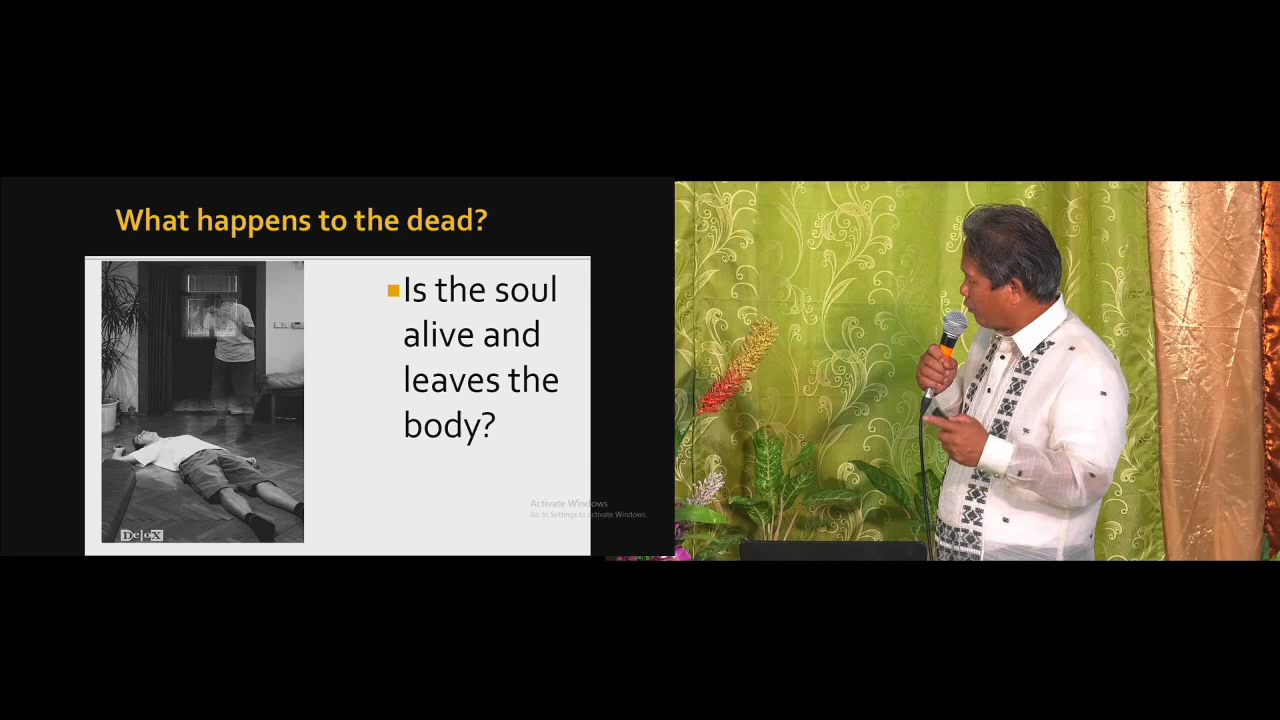 What happens to the dead?
Is the soul
alive and
leaves the
body?
Activate Windows
Go to Settings to Activate Windows.
DeJoX